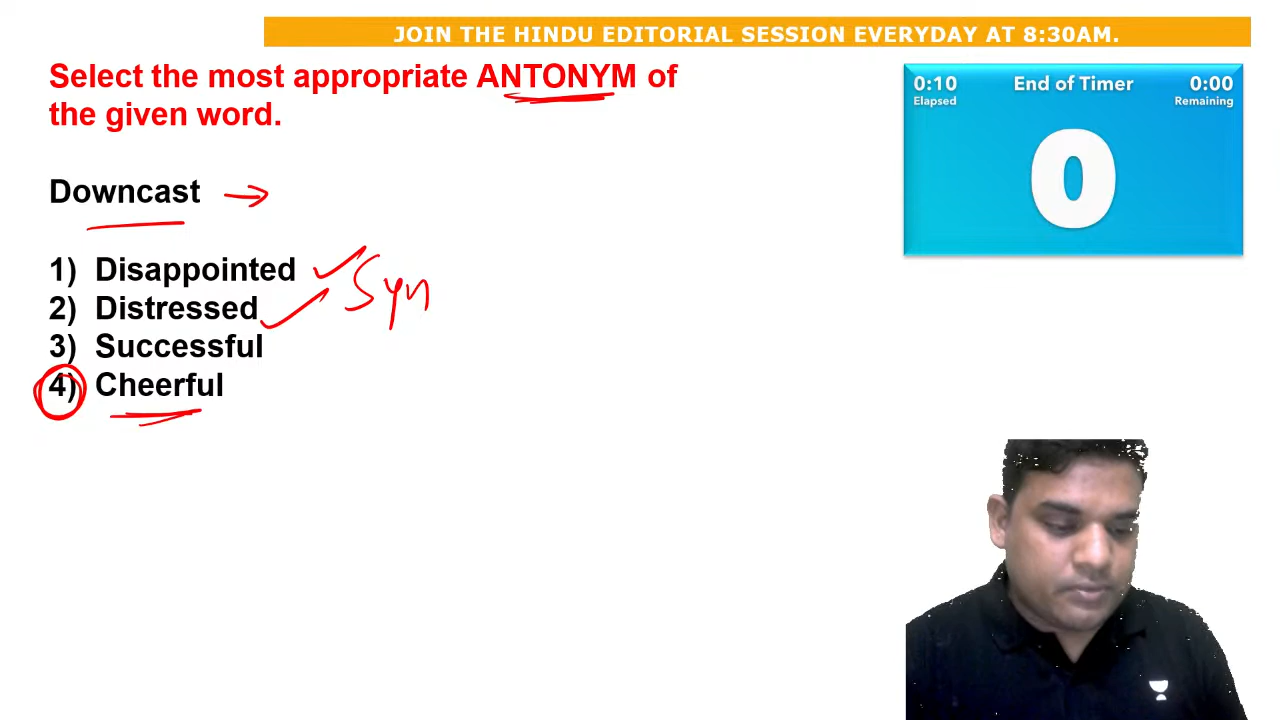 JOIN THE HINDU EDITORIAL SESSION EVERYDAY AT 8:30AM.
Select the most appropriate ANTONYM of
the given word.
0:10 End of Timer 0:00
Elapsed Remaining
0
Downcast →
1) Disappointed
2) Distressed
Syn
3) Successful
4) Cheerful